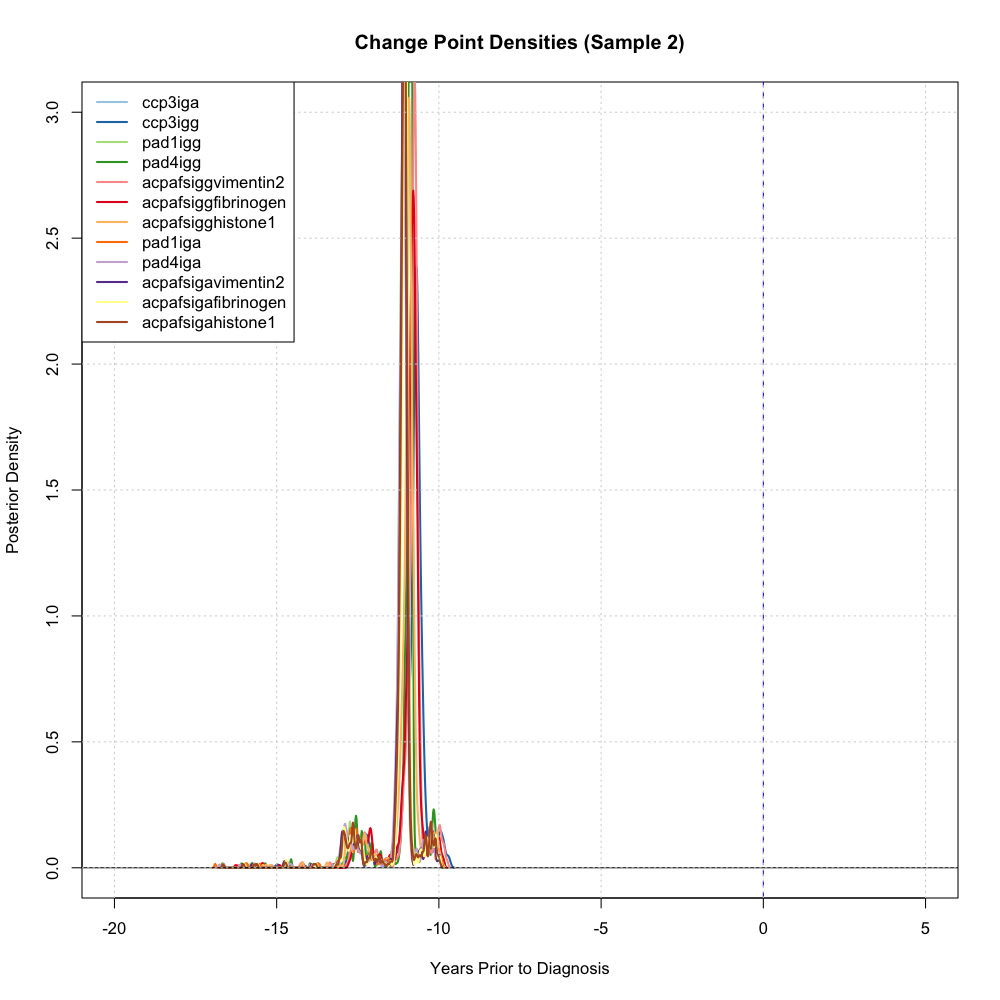 Change Point Densities (Sample 2)
ccp3iga
ccp3igg
pad1igg
pad4igg
acpafsiggvimentin2
acpafsiggfibrinogen
acpafsigghistone1
pad1iga
pad4iga
acpafsigavimentin2
acpafsigafibrinogen
acpafsigahistone1
Posterior Density
3.0
2.5
2.0
1.5
1.0
0.5
0.0
-20 -15 -10 -5 0 5
Years Prior to Diagnosis